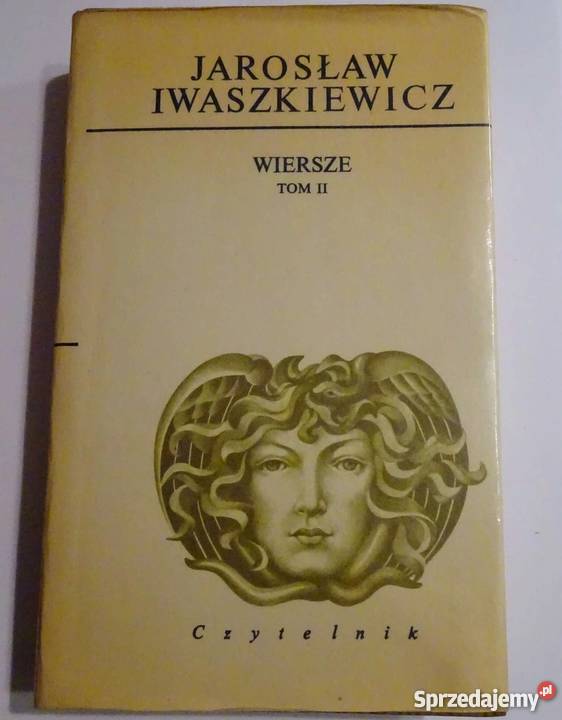 JAROSŁAW
IWASZKIEWICZ
WIERSZE
TOM II
Czytelnik
Sprzedajemy.pl